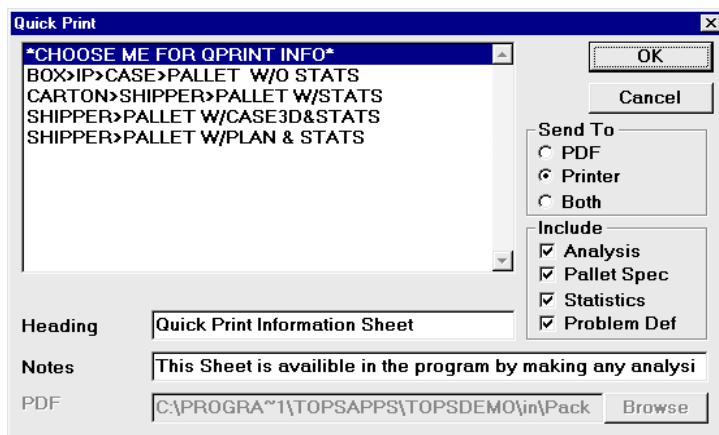 Quick Print
*CHOOSE ME FOR QPRINT INFO*
BOX>IP>CASE>PALLET W/O STATS
CARTON>SHIPPER>PALLET W/STATS
SHIPPER>PALLET W/CASE3D&STATS
SHIPPER>PALLET W/PLAN & STATS
OK
Cancel
Send To
PDF
Printer
Both
Include
Analysis
Pallet Spec
Statistics
Problem Def
Heading
Quick Print Information Sheet
Notes
This Sheet is availible in the program by making any analysi
PDF
C:\PROGRA~1\TOPSAPPS\TOPSDEMO\in\Pack
Browse